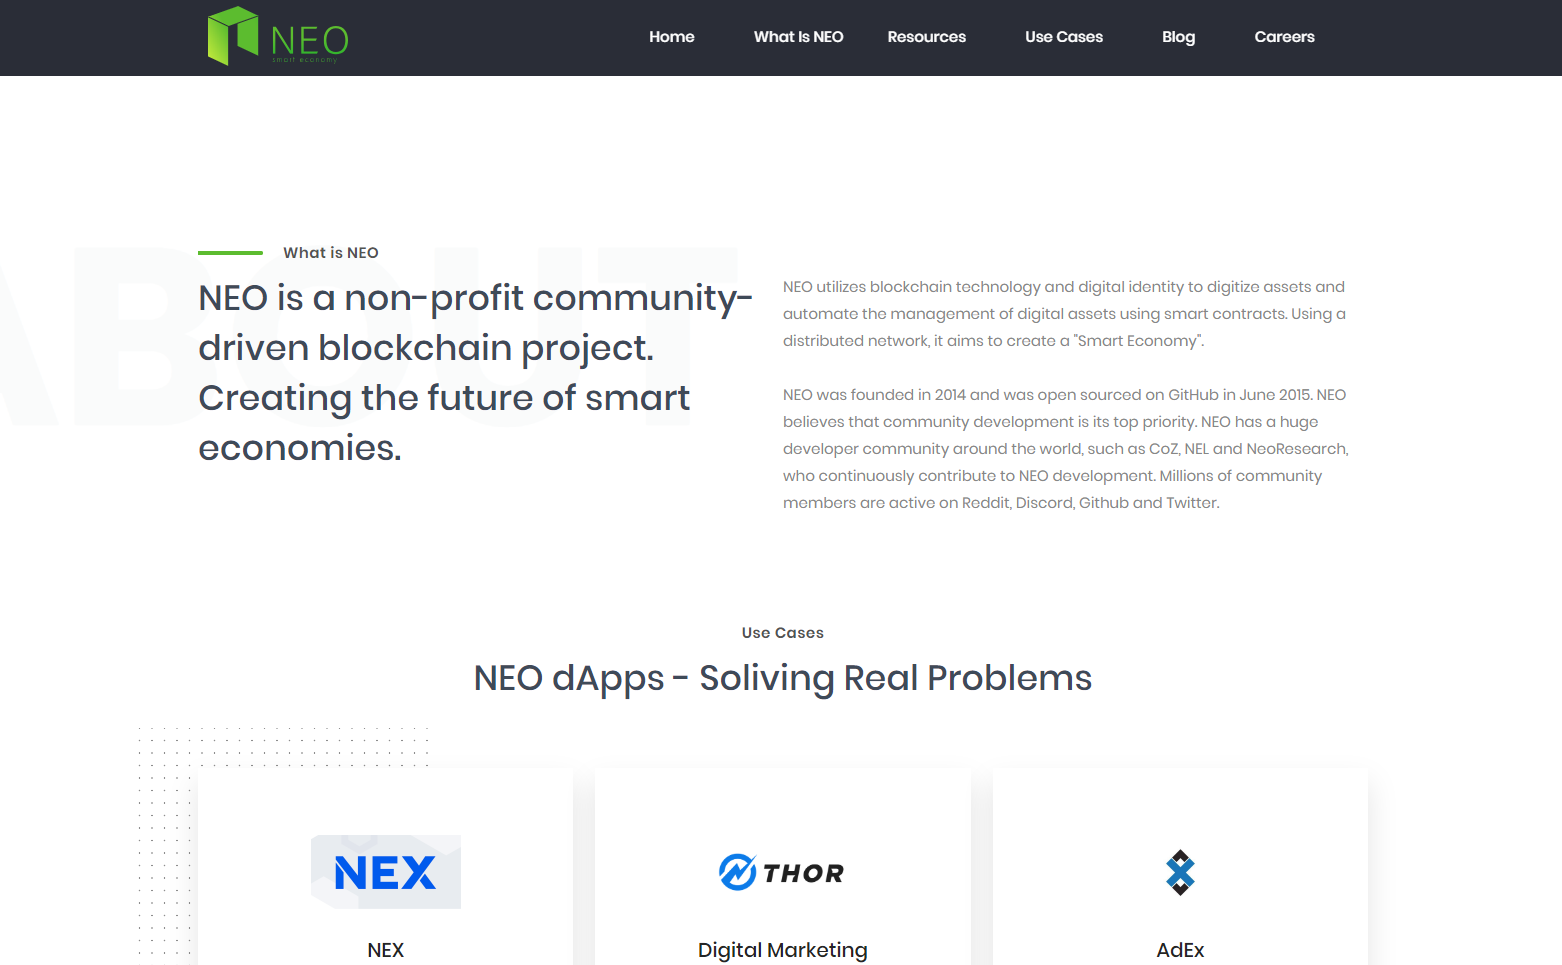 NEO
smart economy
Home What Is NEO Resources Use Cases Blog Careers
ABOUT
What is NEO
NEO is a non-profit community-
driven blockchain project.
Creating the future of smart
economies.
NEO utilizes blockchain technology and digital identity to digitize assets and
automate the management of digital assets using smart contracts. Using a
distributed network, it aims to create a "Smart Economy".
NEO was founded in 2014 and was open sourced on GitHub in June 2015. NEO
believes that community development is its top priority. NEO has a huge
developer community around the world, such as CoZ, NEL and NeoResearch,
who continuously contribute to NEO development. Millions of community
members are active on Reddit, Discord, Github and Twitter.
Use Cases
NEO dApps - Soliving Real Problems
NEX
THOR
NEX
Digital Marketing
AdEx